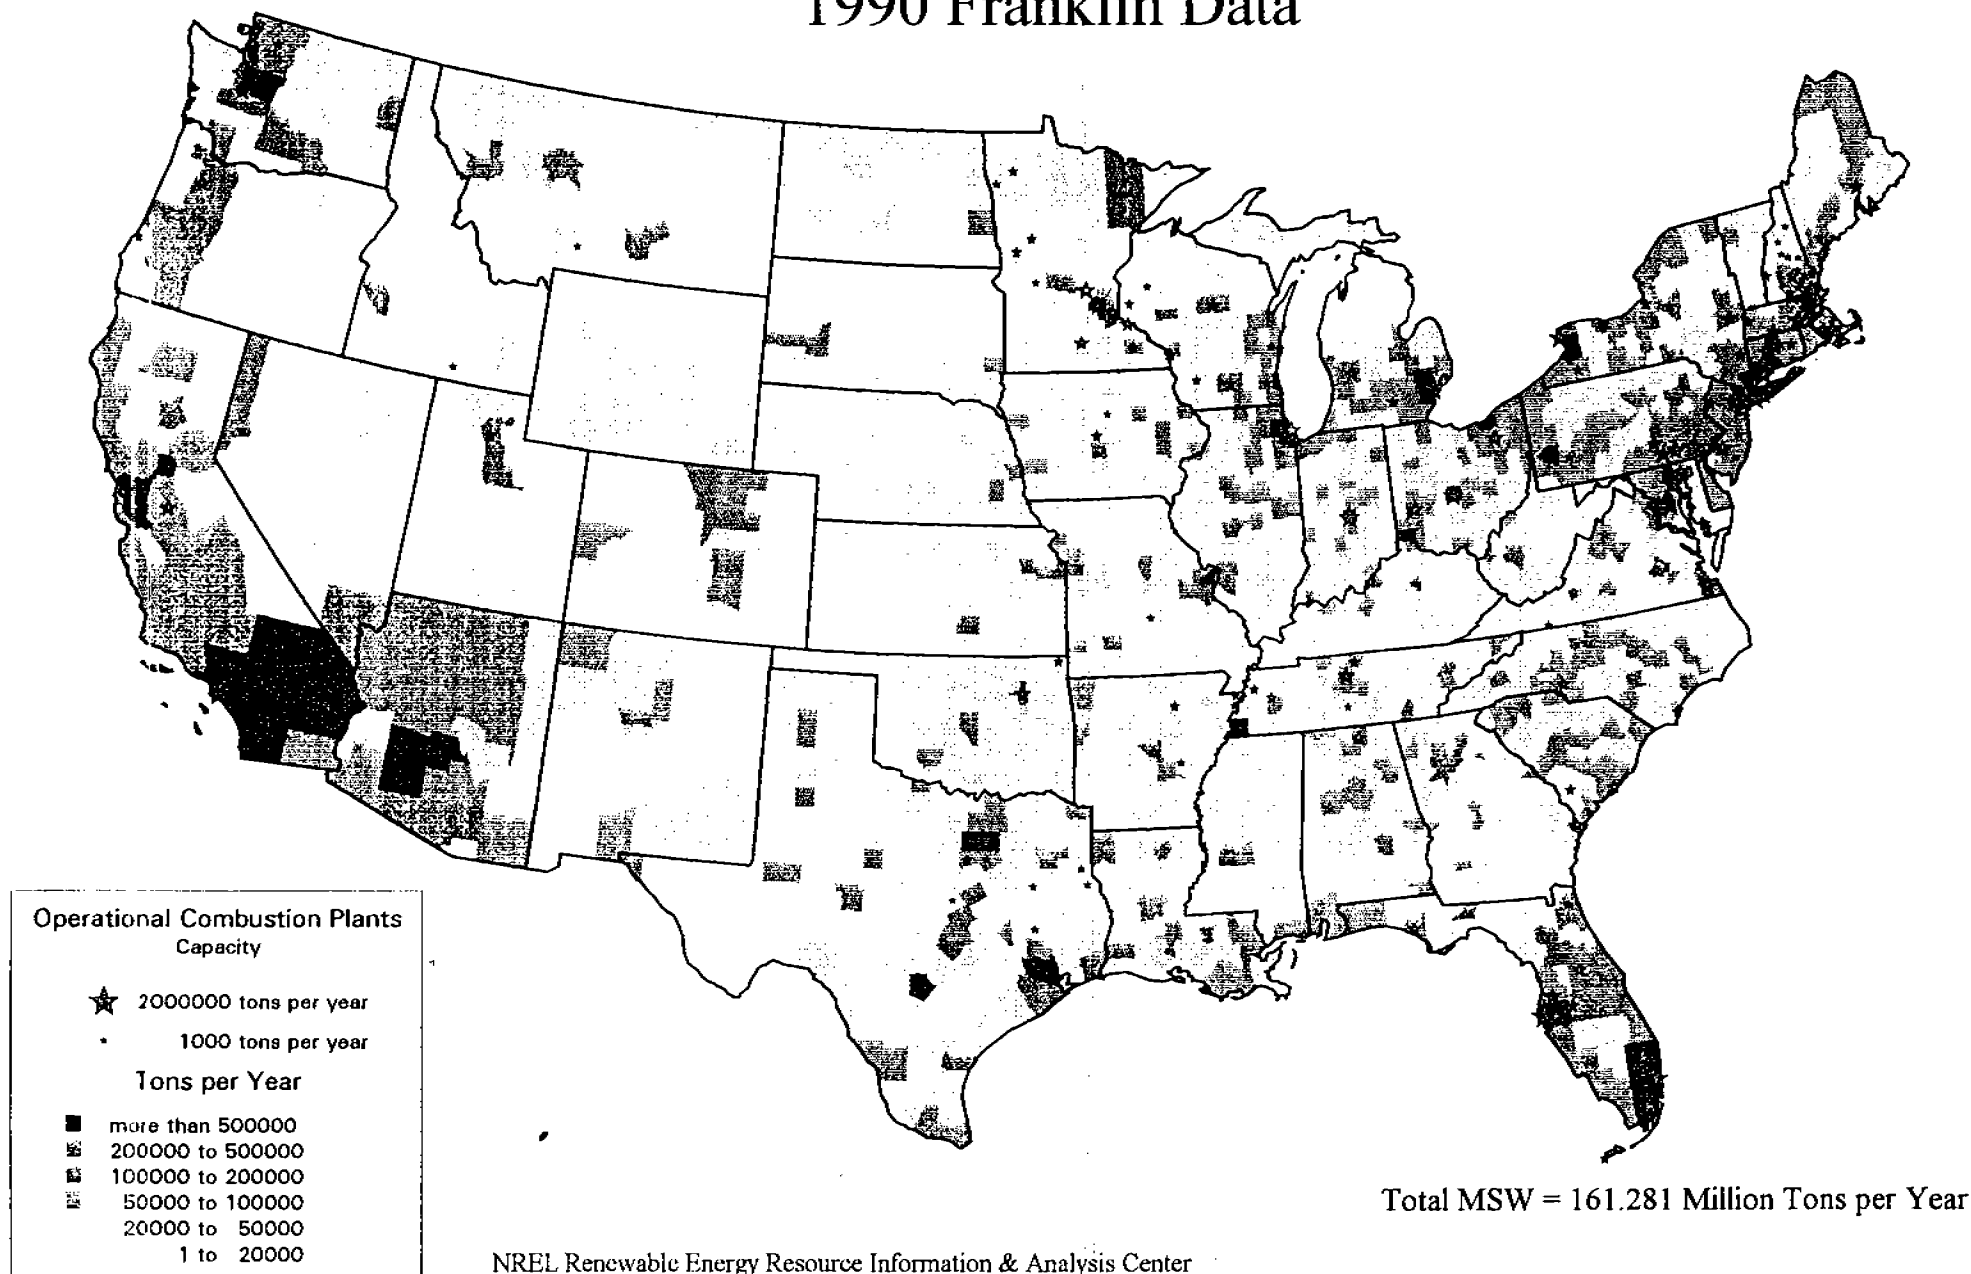 1990 Franklin Data
Operational Combustion Plants
Capacity
2000000 tons per year
1000 tons per year
Tons per Year
more than 500000
200000 to 500000
100000 to 200000
50000 to 100000
20000 to 50000
1 to 20000
Total MSW = 161.281 Million Tons per Year
NREL Renewable Energy Resource Information & Analysis Center